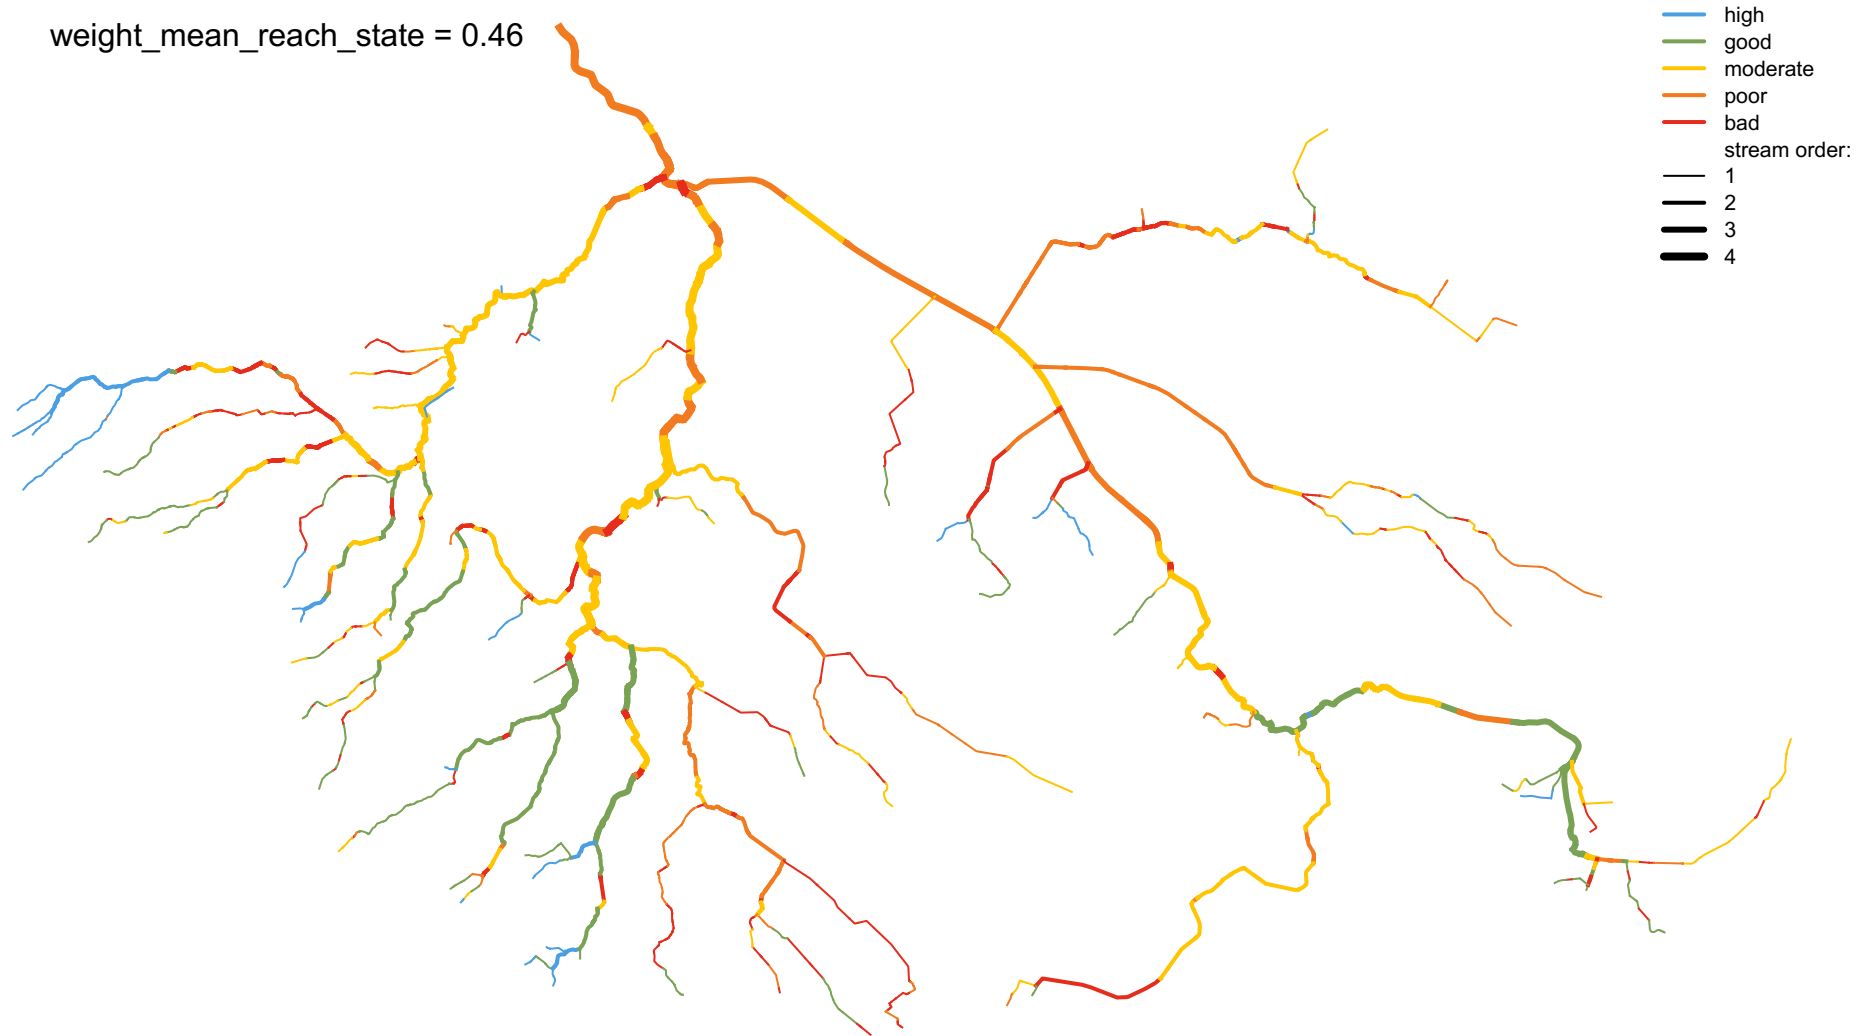 weight_mean_reach_state = 0.46
high
good
moderate
poor
bad
stream order:
1
2
3
4